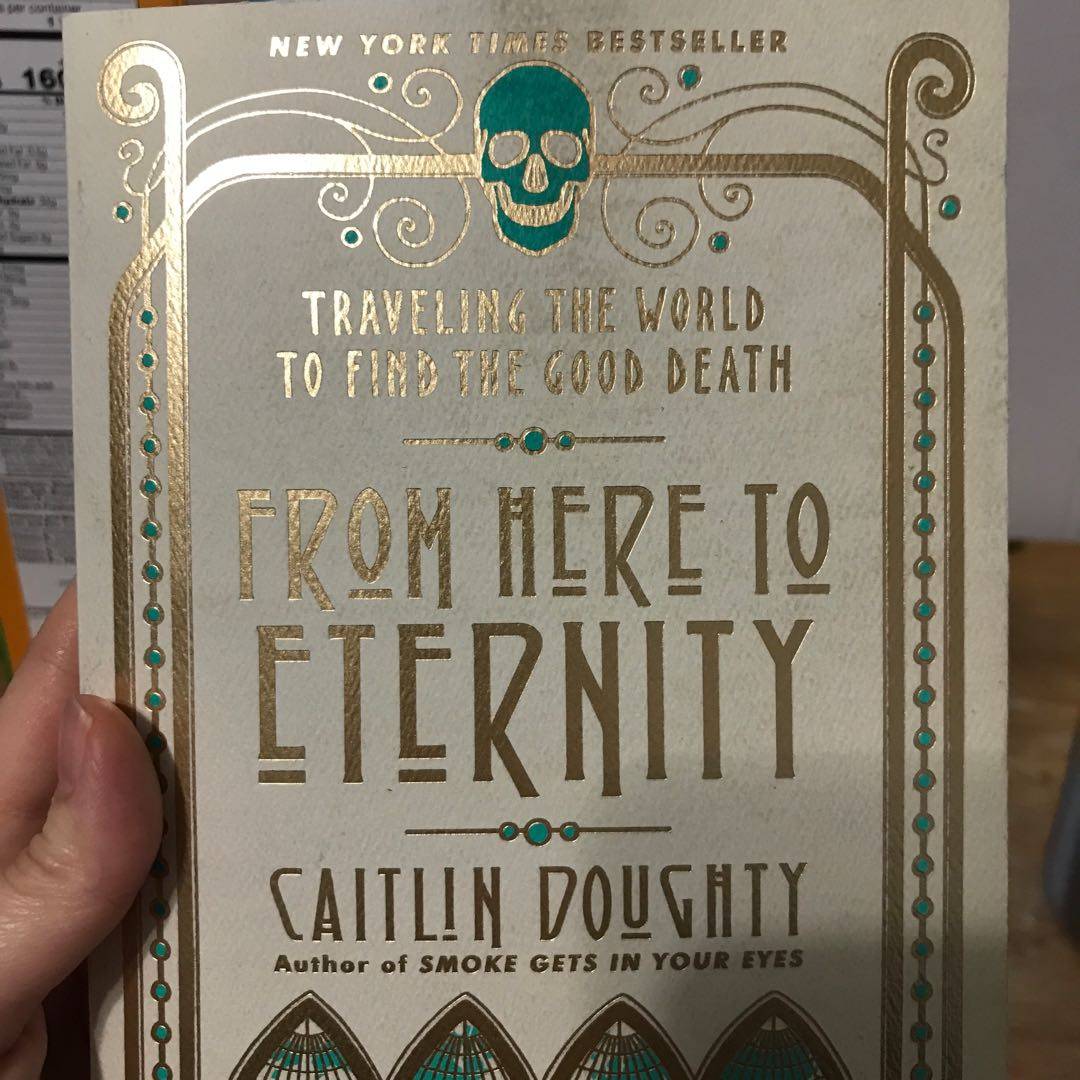 NEW YORK TIMES BESTSELLER
TRAVELING THE WORLD
TO FIND THE GOOD DEATH
FROM HERE TO
ETERNITY
CAITLIN DOUGHTY
Author of SMOKE GETS IN YOUR EYES